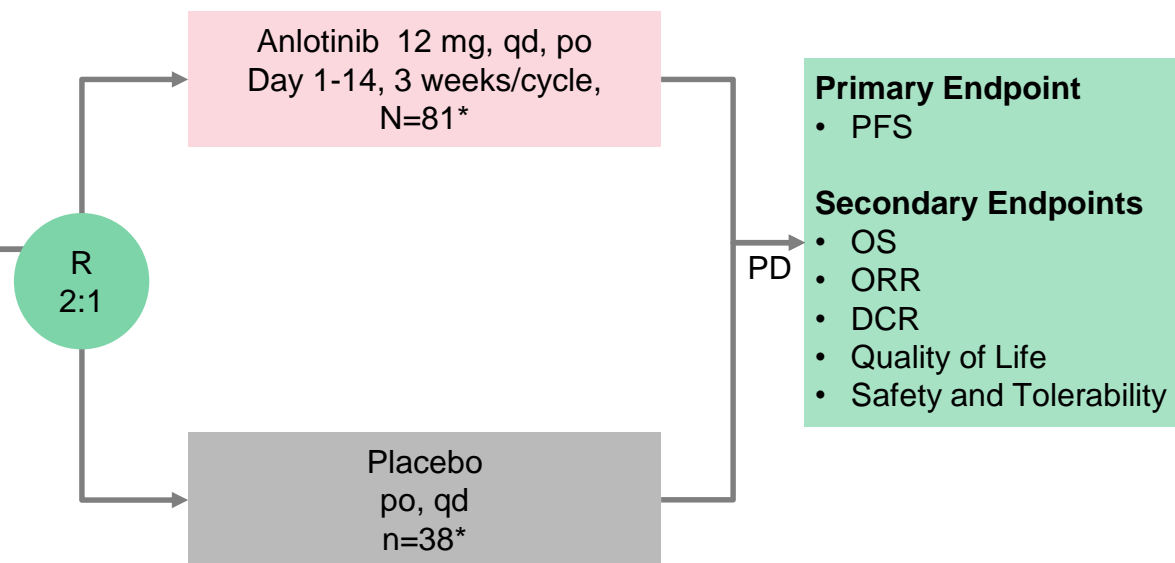 R
2:1
Anlotinib 12 mg, qd, po
Day 1-14, 3 weeks/cycle,
N=81*
Placebo
po, qd
n=38*
PD
Primary Endpoint
• PFS
Secondary Endpoints
• OS
• ORR
• DCR
• Quality of Life
• Safety and Tolerability